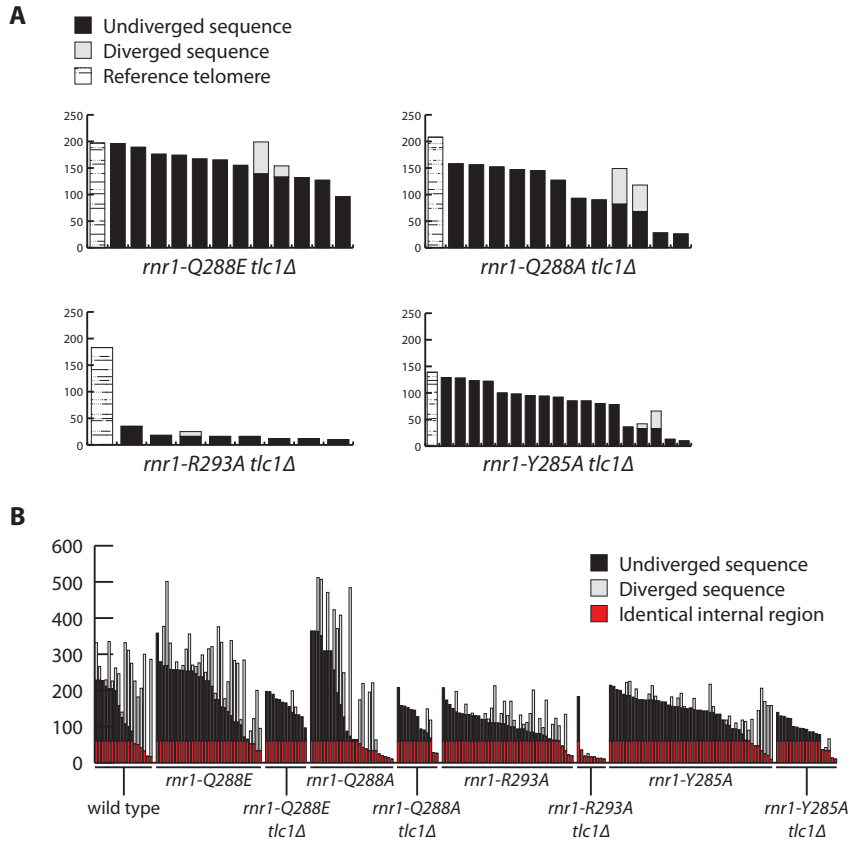 A
Undiverged sequence
Diverged sequence
Reference telomere
250
200
150
100
50
0
rnr1-Q288E tlc1Δ
250
200
150
100
50
0
rnr1-Q288A tlc1Δ
250
200
150
100
50
0
rnr1-R293A tlc1Δ
250
200
150
100
50
0
rnr1-Y285A tlc1Δ
B
600
500
400
300
200
100
0
Undiverged sequence
Diverged sequence
Identical internal region
wild type
rnr1-Q288E
rnr1-Q288E
tlc1Δ
rnr1-Q288A
rnr1-Q288A
tlc1Δ
rnr1-R293A
rnr1-R293A
tlc1Δ
rnr1-Y285A
rnr1-Y285A
tlc1Δ